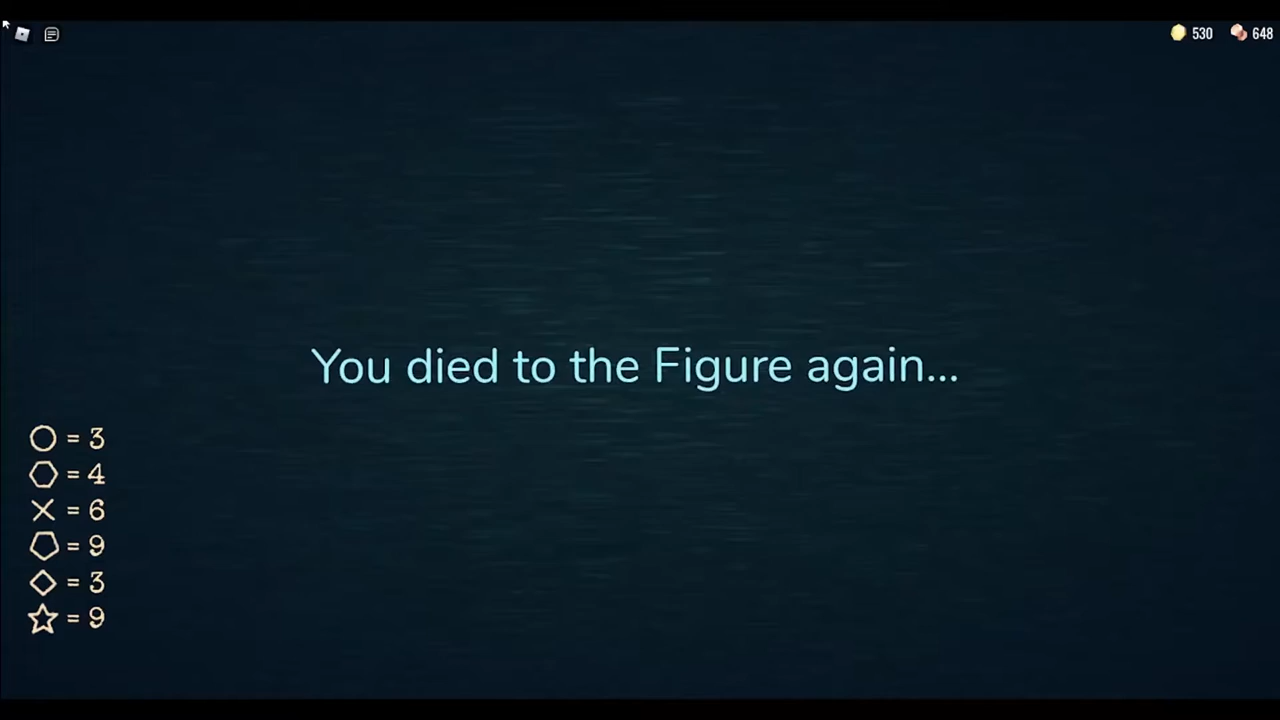 530 648
You died to the Figure again...
○ = 3
⬡ = 4
✕ = 6
⬠ = 9
◇ = 3
☆ = 9